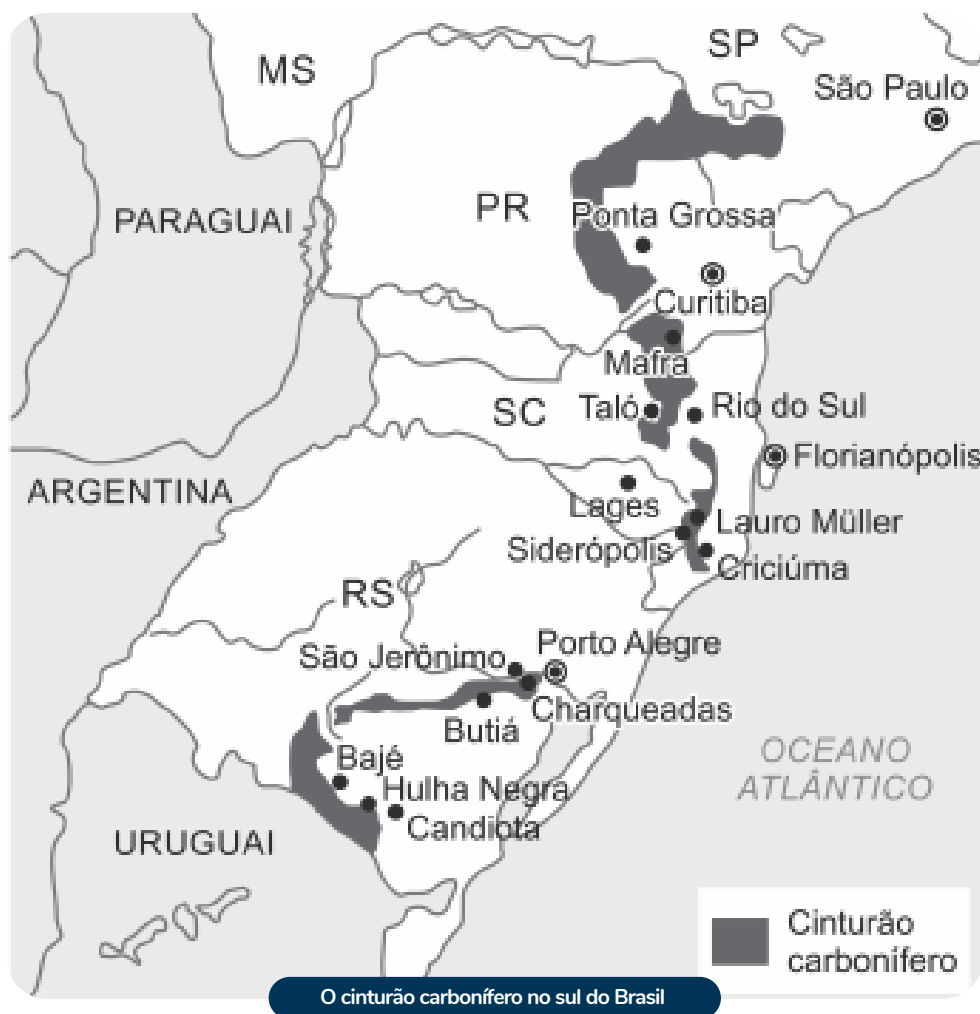 SP
MS
São Paulo
PARAGUAI
PR
Ponta Grossa
Curitiba
Mafra
SC
Taló
Rio do Sul
Florianópolis
ARGENTINA
Lages
Lauro Müller
Siderópolis
Criciúma
RS
São Jerônimo
Porto Alegre
Charqueadas
Butiá
Bajé
Hulha Negra
Candiota
OCEANO
ATLÂNTICO
URUGUAI
Cinturão
carbonífero
O cinturão carbonífero no sul do Brasil